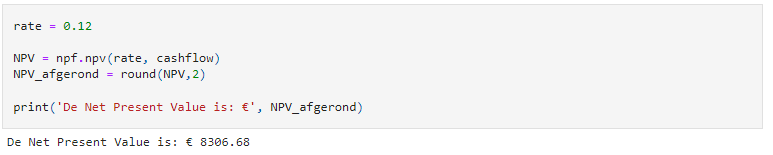 rate = 0.12
NPV = npf.npv(rate, cashflow)
NPV_afgerond = round(NPV,2)
print('De Net Present Value is: €', NPV_afgerond)
De Net Present Value is: € 8306.68